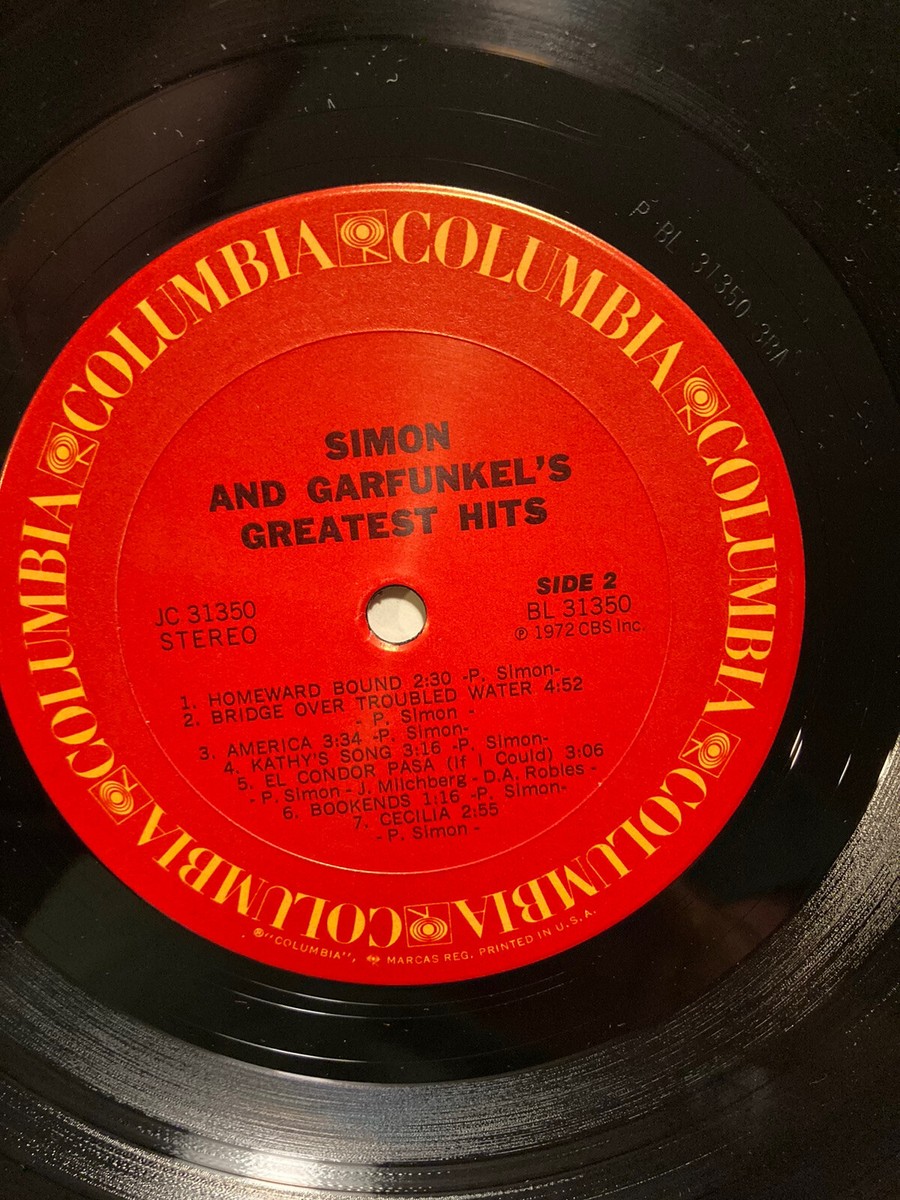 COLUMBIA COLUMBIA COLUMBIA COLUMBIA COLUMBIA COLUMBIA COLUMBIA COLUMBIA
P BL 31350 3BA
SIMON
AND GARFUNKEL'S
GREATEST HITS
JC 31350
STEREO
SIDE 2
BL 31350
℗ 1972 CBS Inc.
1. HOMEWARD BOUND 2:30 -P. Simon-
2. BRIDGE OVER TROUBLED WATER 4:52
- P. Simon -
3. AMERICA 3:34 -P. Simon-
4. KATHY'S SONG 3:16 -P. Simon-
5. EL CONDOR PASA (If I Could) 3:06
- P. Simon - J. Milchberg - D.A. Robles -
6. BOOKENDS 1:16 -P. Simon-
7. CECILIA 2:55
- P. Simon -
®"COLUMBIA", MARCAS REG. PRINTED IN U.S.A.